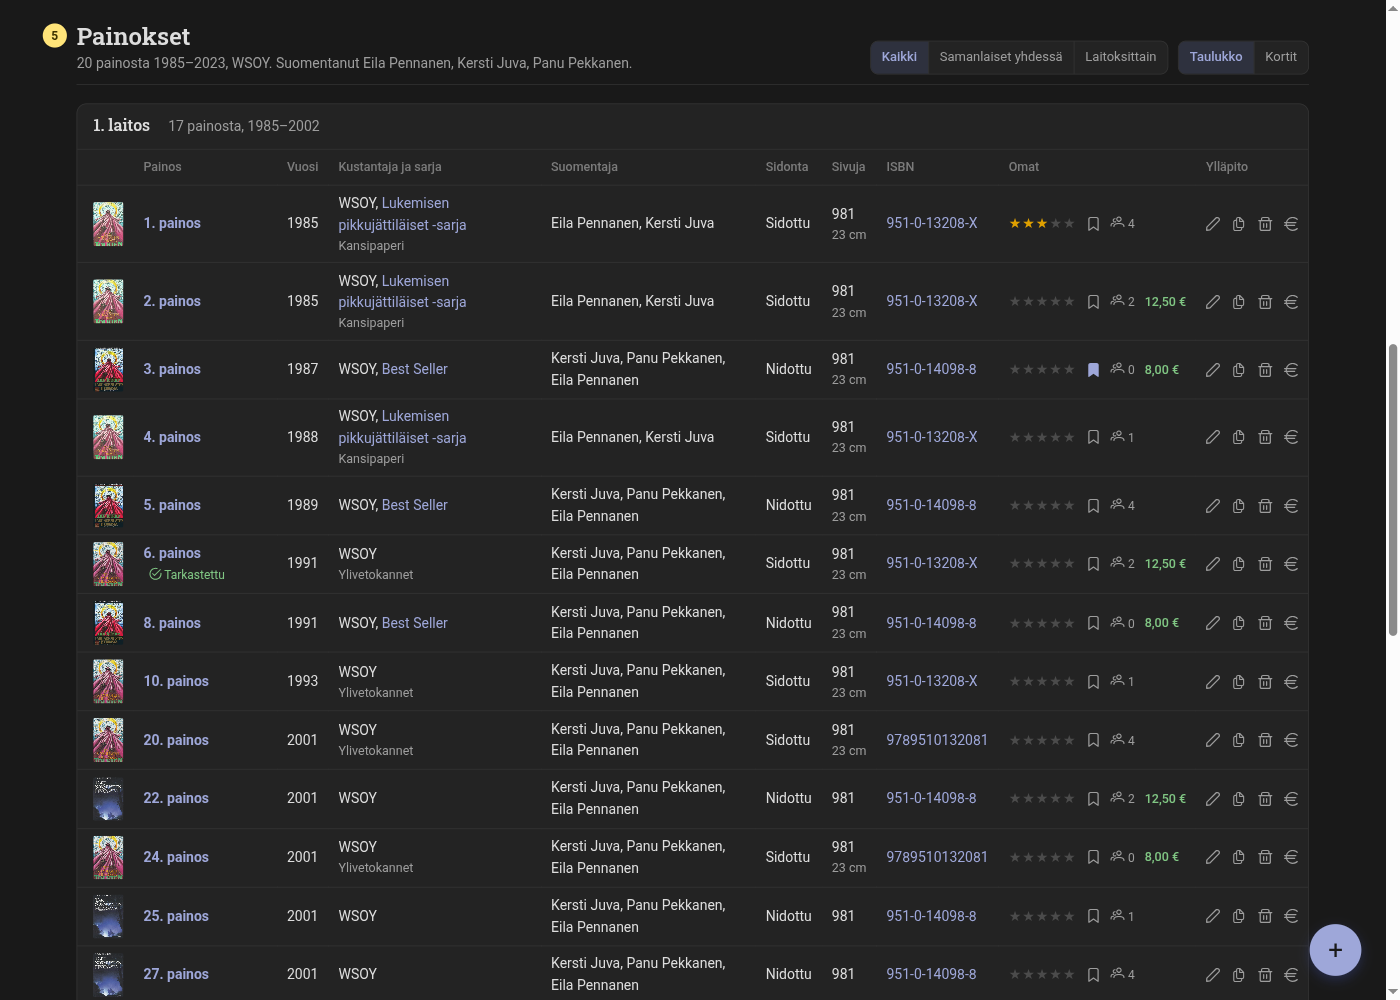 5
Painokset
20 painosta 1985–2023, WSOY. Suomentanut Eila Pennanen, Kersti Juva, Panu Pekkanen.
Kaikki Samanlaiset yhdessä Laitoksittain Taulukko Kortit
1. laitos 17 painosta, 1985–2002
Painos Vuosi Kustantaja ja sarja Suomentaja Sidonta Sivuja ISBN Omat Ylläpito
1. painos 1985 WSOY, Lukemisen
pikkujättiläiset -sarja
Kansipaperi
Eila Pennanen, Kersti Juva Sidottu 981
23 cm
951-0-13208-X 4
2. painos 1985 WSOY, Lukemisen
pikkujättiläiset -sarja
Kansipaperi
Eila Pennanen, Kersti Juva Sidottu 981
23 cm
951-0-13208-X 2 12,50 €
3. painos 1987 WSOY, Best Seller Kersti Juva, Panu Pekkanen,
Eila Pennanen
Nidottu 981
23 cm
951-0-14098-8 0 8,00 €
4. painos 1988 WSOY, Lukemisen
pikkujättiläiset -sarja
Kansipaperi
Eila Pennanen, Kersti Juva Sidottu 981
23 cm
951-0-13208-X 1
5. painos 1989 WSOY, Best Seller Kersti Juva, Panu Pekkanen,
Eila Pennanen
Nidottu 981
23 cm
951-0-14098-8 4
6. painos
Tarkastettu
1991 WSOY
Ylivetokannet
Kersti Juva, Panu Pekkanen,
Eila Pennanen
Sidottu 981
23 cm
951-0-13208-X 2 12,50 €
8. painos 1991 WSOY, Best Seller Kersti Juva, Panu Pekkanen,
Eila Pennanen
Nidottu 981
23 cm
951-0-14098-8 0 8,00 €
10. painos 1993 WSOY
Ylivetokannet
Kersti Juva, Panu Pekkanen,
Eila Pennanen
Sidottu 981
23 cm
951-0-13208-X 1
20. painos 2001 WSOY
Ylivetokannet
Kersti Juva, Panu Pekkanen,
Eila Pennanen
Sidottu 981
23 cm
9789510132081 4
22. painos 2001 WSOY Kersti Juva, Panu Pekkanen,
Eila Pennanen
Nidottu 981 951-0-14098-8 2 12,50 €
24. painos 2001 WSOY
Ylivetokannet
Kersti Juva, Panu Pekkanen,
Eila Pennanen
Sidottu 981
23 cm
9789510132081 0 8,00 €
25. painos 2001 WSOY Kersti Juva, Panu Pekkanen,
Eila Pennanen
Nidottu 981 951-0-14098-8 1
27. painos 2001 WSOY Kersti Juva, Panu Pekkanen,
Eila Pennanen
Nidottu 981 951-0-14098-8 4